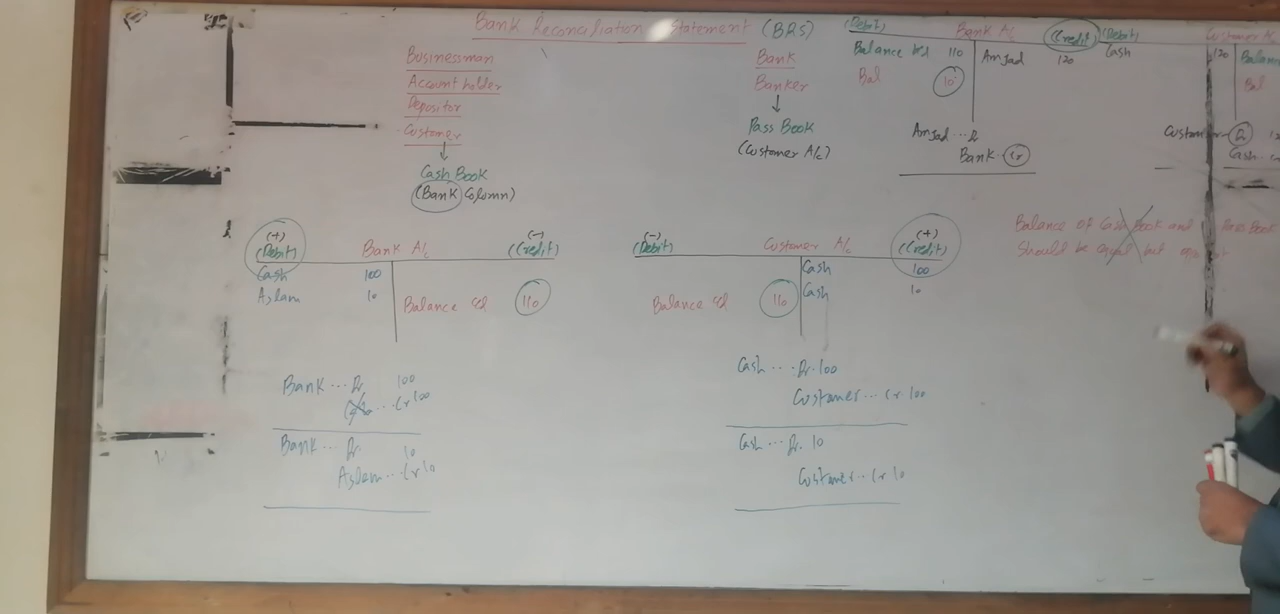 Bank Reconciliation Statement (BRS)
Businessman
Account holder
Depositor
Customer
↓
Cash Book
(Bank Column)
Bank
Banker
↓
Pass Book
(Customer A/c)
(Debit) Bank A/c (Credit)
Balance 110 Amjad 120
Bal 10
Amjad... Dr
Bank.. Cr
(Debit) Customer A/c
Cash 120
Bal
Customer Dr
Cash...
(+) (-)
(Debit) Bank A/c (Credit)
Cash 100
Aslam 10
Balance c/d 110
Bank... Dr. 100
... Cr 100
Bank... Dr. 10
Aslam... Cr 10
(-) (+)
(Debit) Customer A/c (Credit)
Cash 100
Balance c/d 110 Cash 10
Cash.... Dr. 100
Customer... Cr. 100
Cash... Dr. 10
Customer.. Cr 10
Balance of Cash Book and Pass Book
Should be equal but